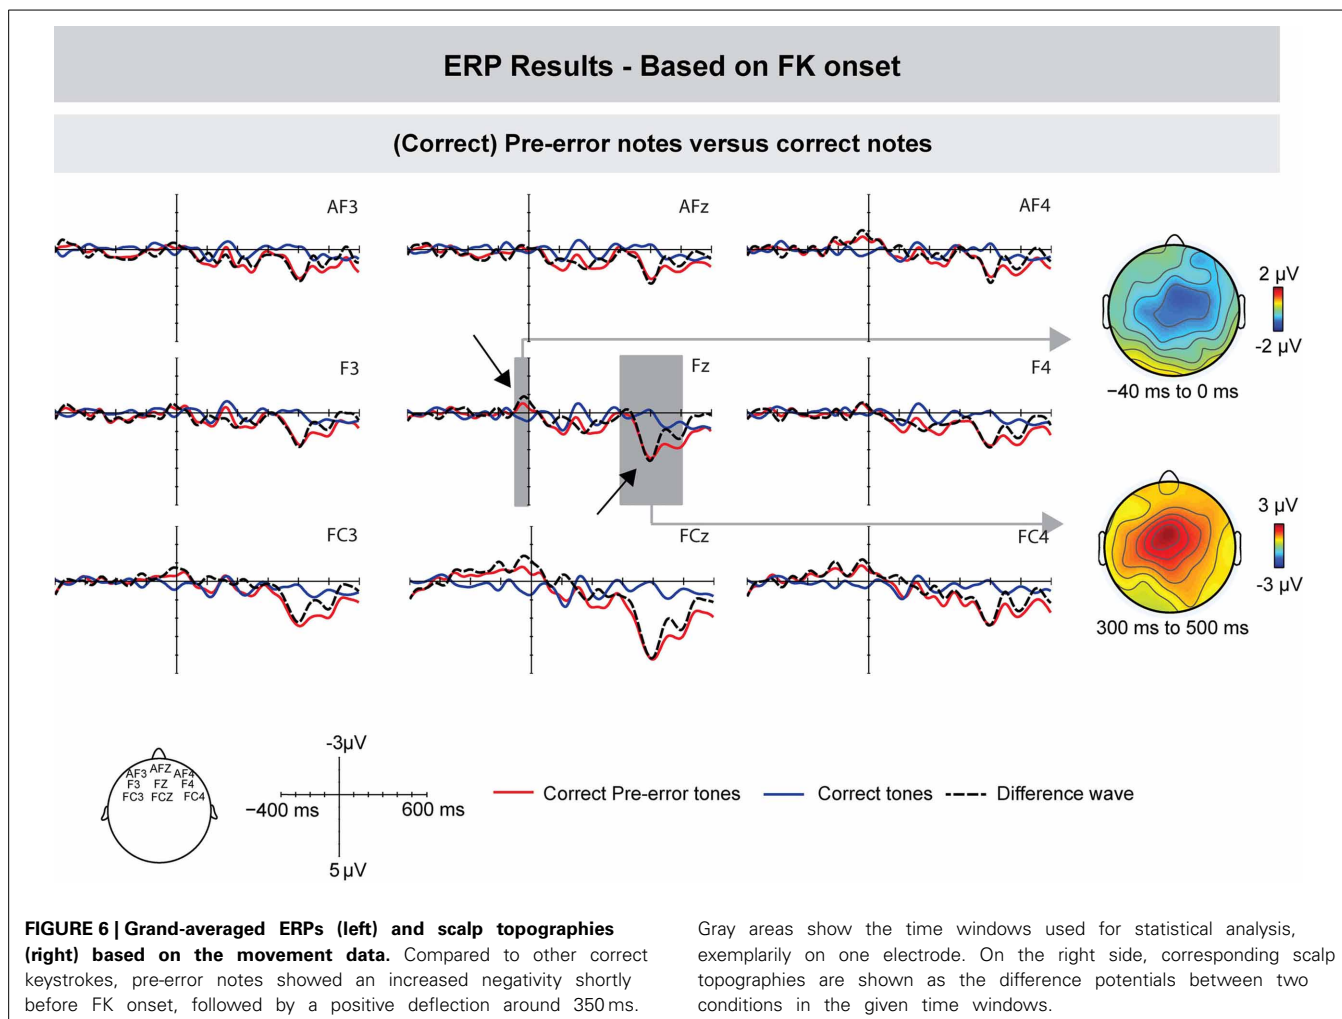 ERP Results - Based on FK onset
(Correct) Pre-error notes versus correct notes
AF3
AFz
AF4
2 µV
-2 µV
−40 ms to 0 ms
F3
Fz
F4
3 µV
-3 µV
300 ms to 500 ms
FC3
FCz
FC4
AF3 AFZ AF4
F3 FZ F4
FC3 FCZ FC4
-3µV
−400 ms
600 ms
5 µV
Correct Pre-error tones
Correct tones
Difference wave
FIGURE 6 | Grand-averaged ERPs (left) and scalp topographies
(right) based on the movement data. Compared to other correct
keystrokes, pre-error notes showed an increased negativity shortly
before FK onset, followed by a positive deflection around 350 ms.
Gray areas show the time windows used for statistical analysis,
exemplarily on one electrode. On the right side, corresponding scalp
topographies are shown as the difference potentials between two
conditions in the given time windows.